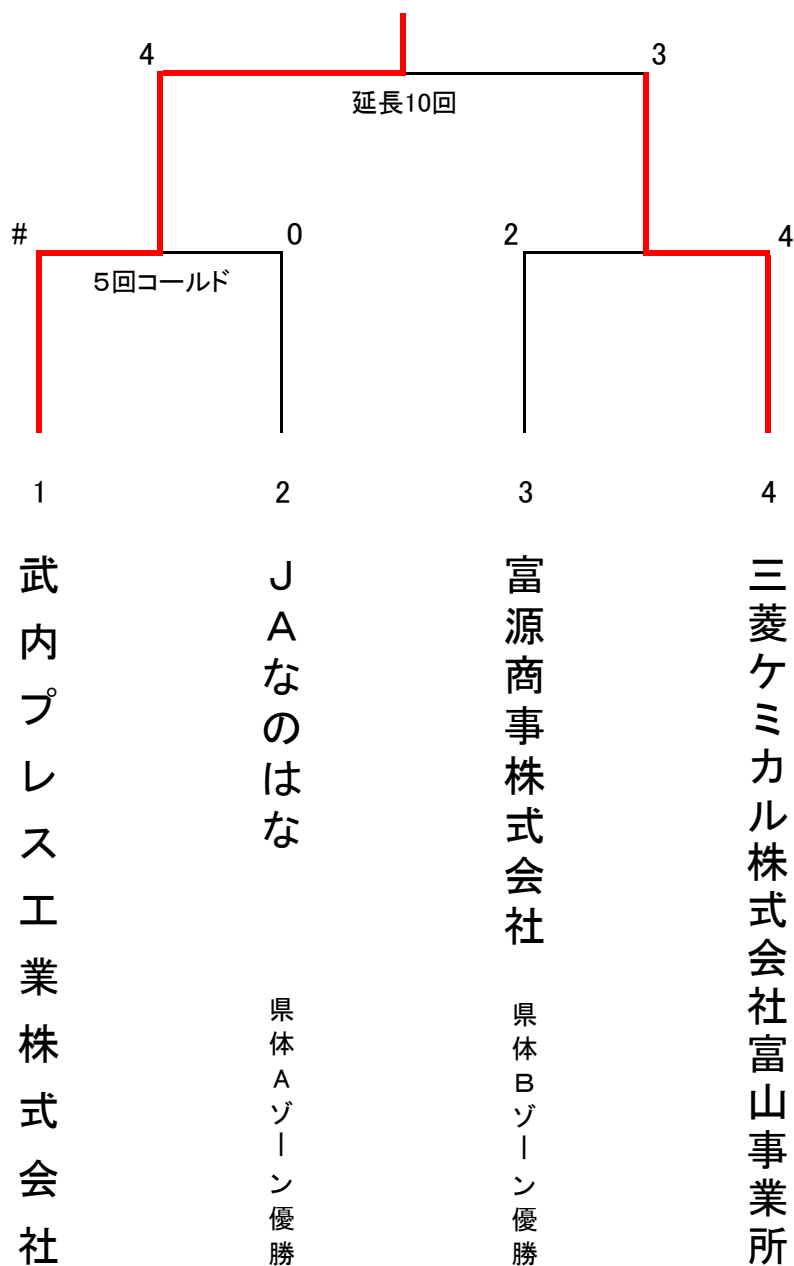 4
3
延長10回
#
0
2
4
5回コールド
1
2
3
4
武内プレス工業株式会社
JAなのはな
県体Aゾーン優勝
富源商事株式会社
県体Bゾーン優勝
三菱ケミカル株式会社富山事業所